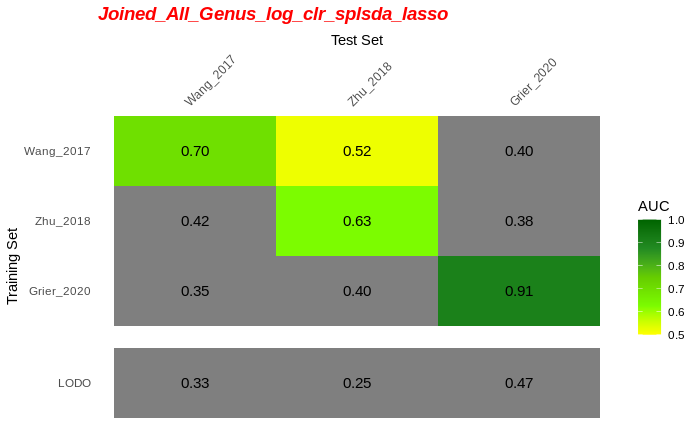 Joined_All_Genus_log_clr_splsda_lasso
Test Set
Wang_2017 Zhu_2018 Grier_2020
Training Set
Wang_2017 0.70 0.52 0.40
Zhu_2018 0.42 0.63 0.38
Grier_2020 0.35 0.40 0.91
LODO 0.33 0.25 0.47
AUC
1.0
0.9
0.8
0.7
0.6
0.5